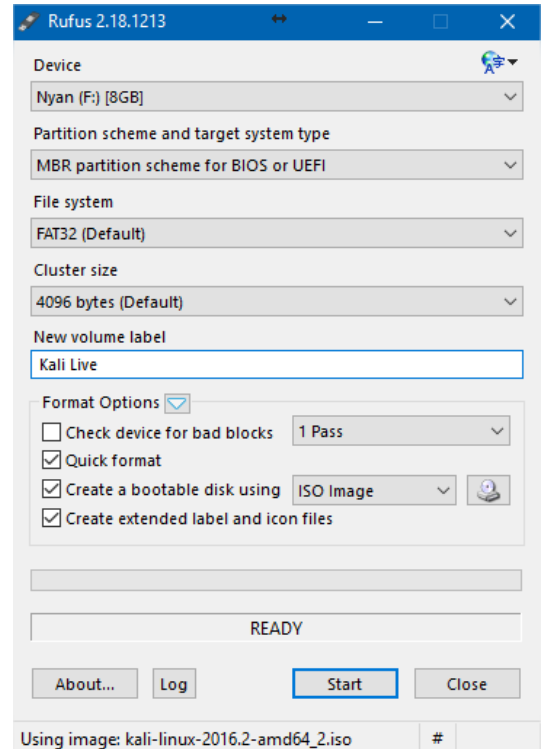 Rufus 2.18.1213
Device
Nyan (F:) [8GB]
Partition scheme and target system type
MBR partition scheme for BIOS or UEFI
File system
FAT32 (Default)
Cluster size
4096 bytes (Default)
New volume label
Kali Live
Format Options
Check device for bad blocks 1 Pass
Quick format
Create a bootable disk using ISO Image
Create extended label and icon files
READY
About... Log Start Close
Using image: kali-linux-2016.2-amd64_2.iso #